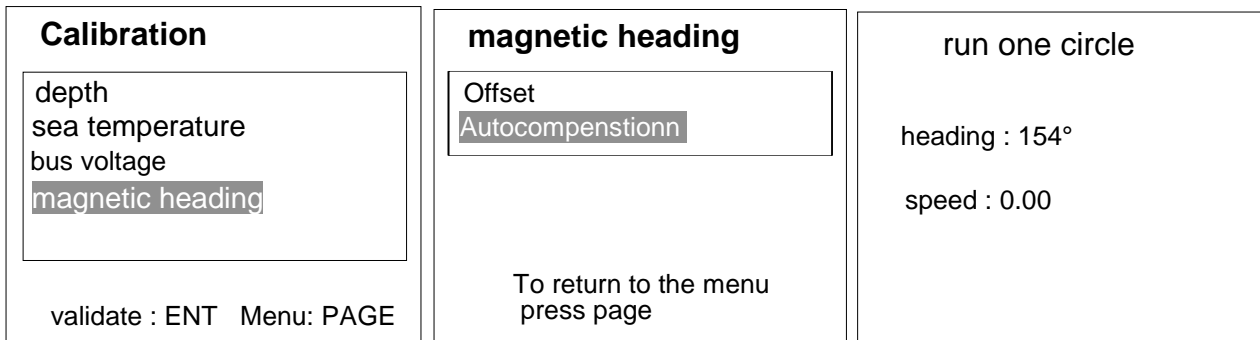 Calibration
depth
sea temperature
bus voltage
magnetic heading
validate : ENT Menu: PAGE
magnetic heading
Offset
Autocompenstionn
To return to the menu
press page
run one circle
heading : 154°
speed : 0.00